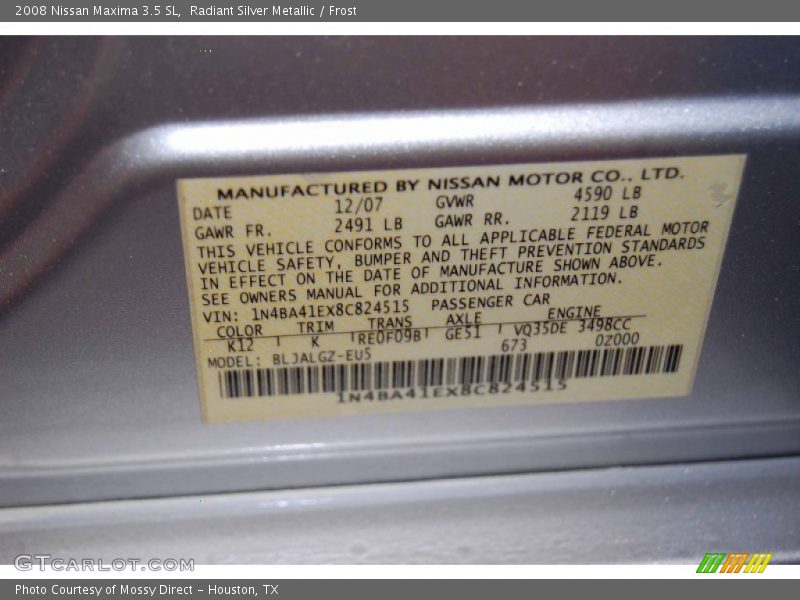 2008 Nissan Maxima 3.5 SL, Radiant Silver Metallic / Frost
MANUFACTURED BY NISSAN MOTOR CO., LTD.
DATE 12/07 GVWR 4590 LB
GAWR FR. 2491 LB GAWR RR. 2119 LB
THIS VEHICLE CONFORMS TO ALL APPLICABLE FEDERAL MOTOR
VEHICLE SAFETY, BUMPER AND THEFT PREVENTION STANDARDS
IN EFFECT ON THE DATE OF MANUFACTURE SHOWN ABOVE.
SEE OWNERS MANUAL FOR ADDITIONAL INFORMATION.
VIN: 1N4BA41EX8C824515 PASSENGER CAR
COLOR TRIM TRANS AXLE ENGINE
K12 K RE0F09B GE51 VQ35DE 3498CC
MODEL: BLJALGZ-EU5 673 0Z000
1N4BA41EX8C824515
GTCARLOT.COM
Photo Courtesy of Mossy Direct – Houston, TX